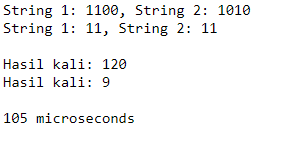 String 1: 1100, String 2: 1010
String 1: 11, String 2: 11
Hasil kali: 120
Hasil kali: 9
105 microseconds